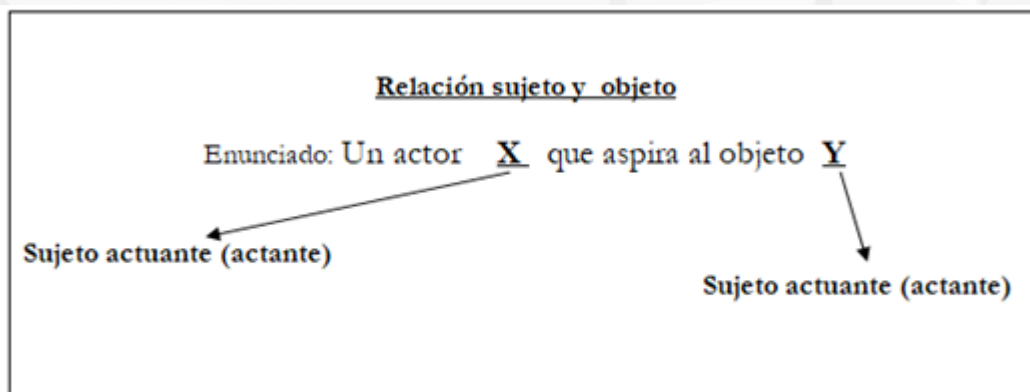 Relación sujeto y objeto
Enunciado: Un actor X que aspira al objeto Y
Sujeto actuante (actante)
Sujeto actuante (actante)